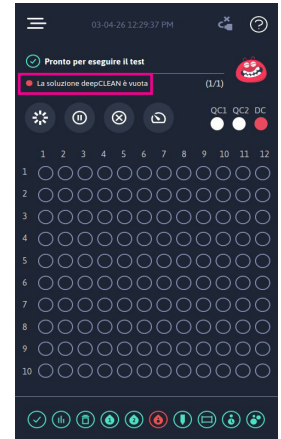 03-04-26 12:29:37 PM
Pronto per eseguire il test
La soluzione deepCLEAN è vuota (1/1)
QC1 QC2 DC
1 2 3 4 5 6 7 8 9 10 11 12
1
2
3
4
5
6
7
8
9
10